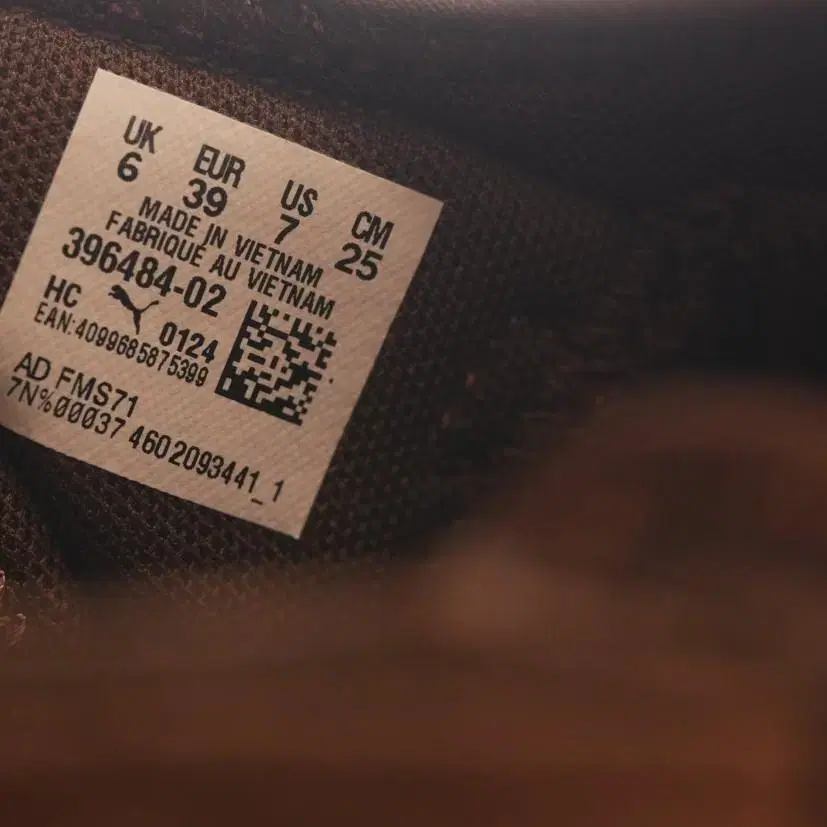 UK EUR US CM
6 39 7 25
MADE IN VIETNAM
FABRIQUÉ AU VIETNAM
396484-02
HC 0124
EAN:4099685875399
AD FMS71
7N%00037 4602093441_1